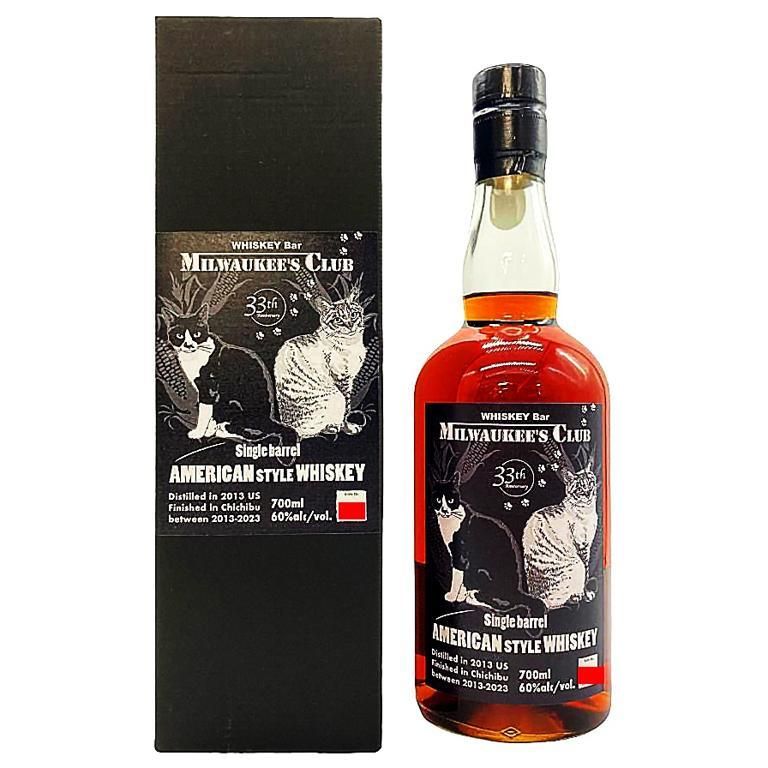 WHISKEY Bar
MILWAUKEE'S CLUB
33th
Anniversary
Single barrel
AMERICAN STYLE WHISKEY
Distilled in 2013 US
Finished in Chichibu
between 2013-2023
700ml
60%alc/vol.
WHISKEY Bar
MILWAUKEE'S CLUB
33th
Anniversary
Single barrel
AMERICAN STYLE WHISKEY
Distilled in 2013 US
Finished in Chichibu
between 2013-2023
700ml
60%alc/vol.